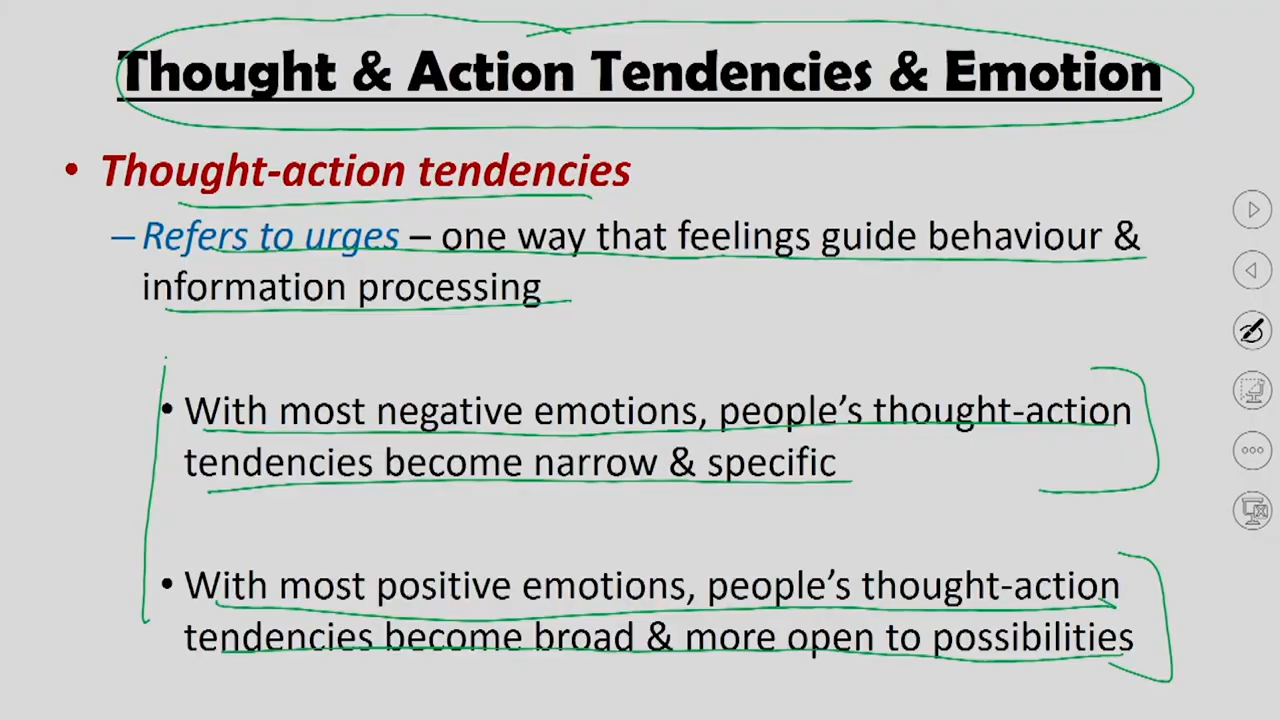 Thought & Action Tendencies & Emotion
• Thought-action tendencies
– Refers to urges – one way that feelings guide behaviour &
information processing
• With most negative emotions, people’s thought-action
tendencies become narrow & specific
• With most positive emotions, people’s thought-action
tendencies become broad & more open to possibilities